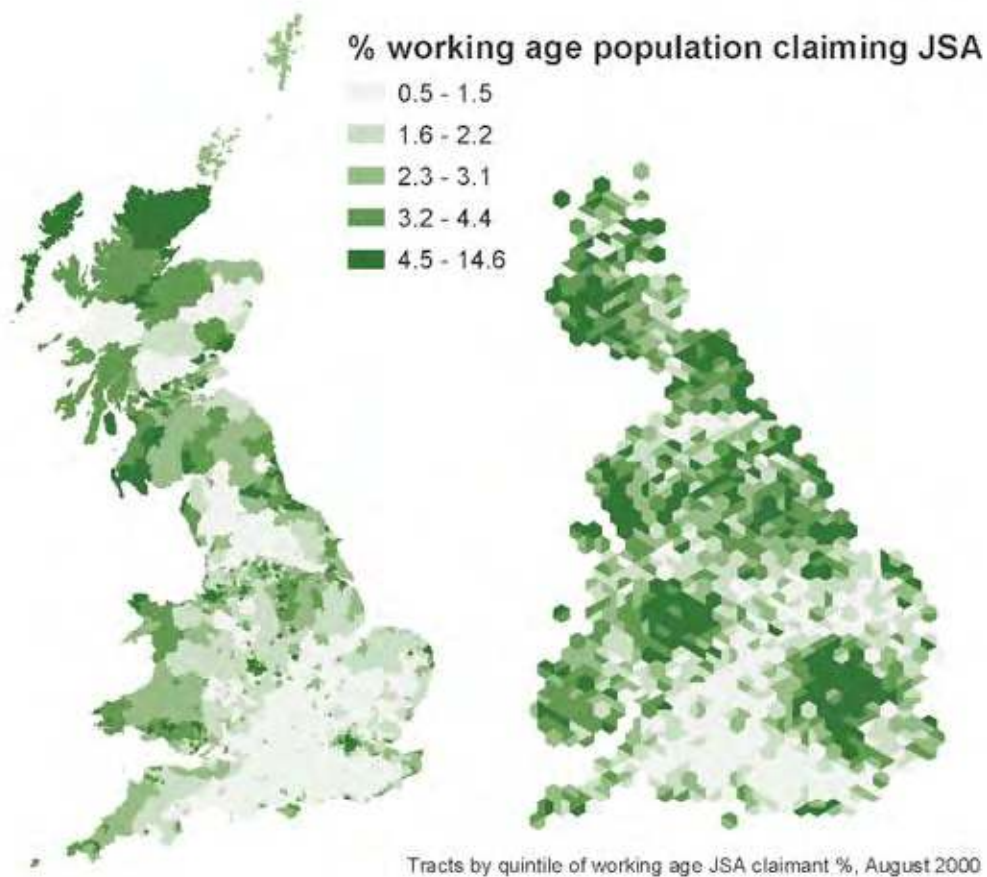 % working age population claiming JSA
0.5 - 1.5
1.6 - 2.2
2.3 - 3.1
3.2 - 4.4
4.5 - 14.6
Tracts by quintile of working age JSA claimant %, August 2000